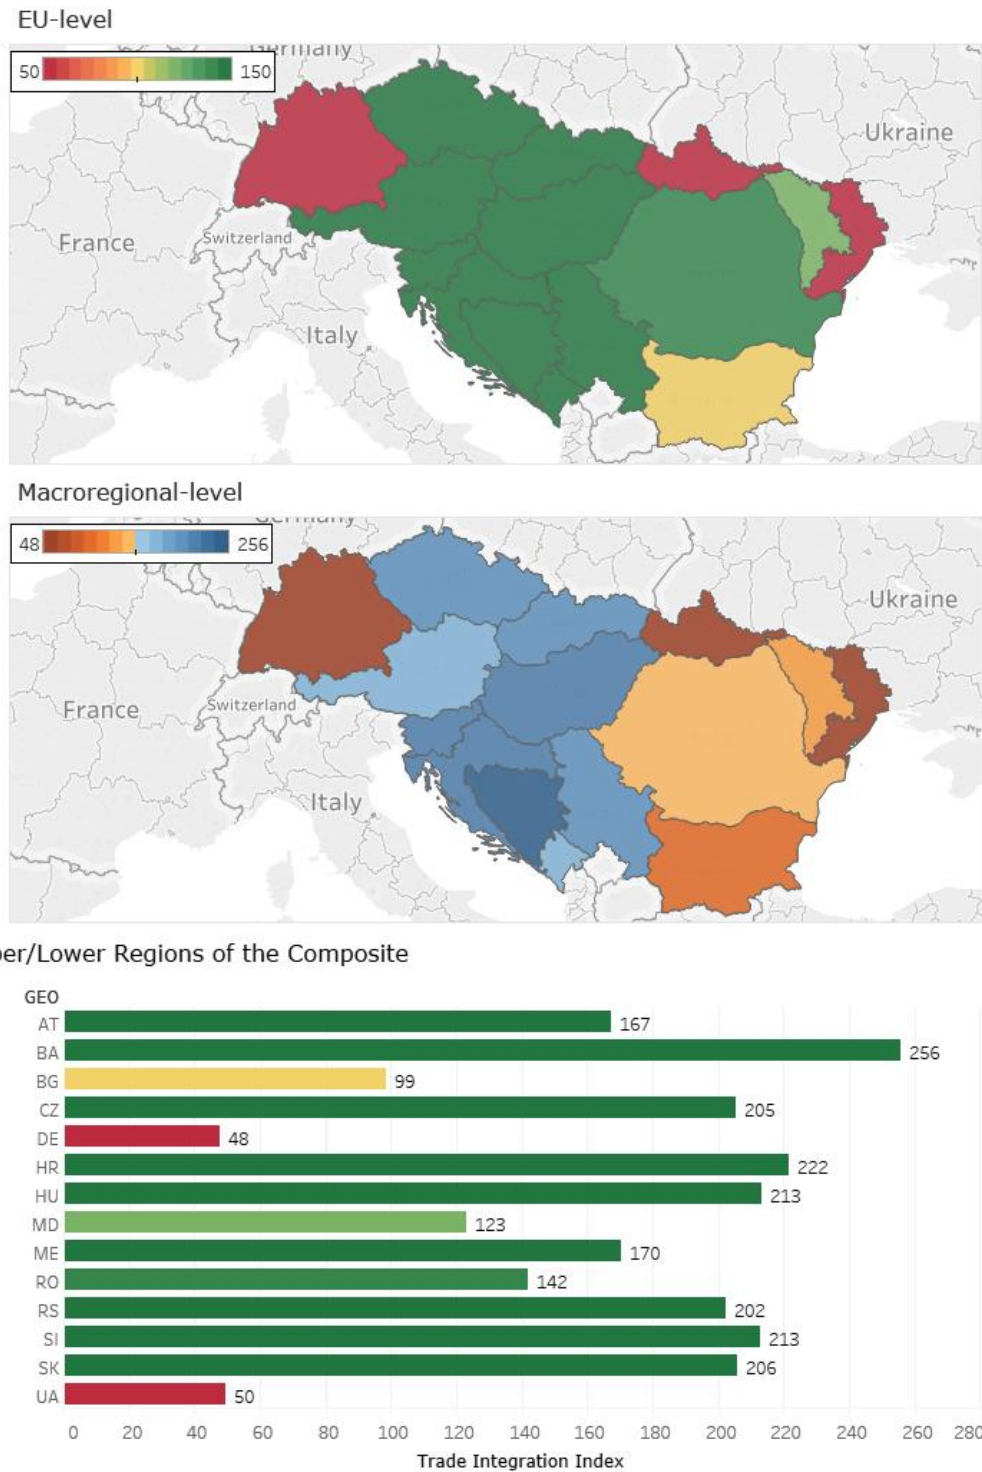 EU-level
Germany
50 150
Ukraine
France
Switzerland
Italy
Macroregional-level
Germany
48 256
Ukraine
France
Switzerland
Italy
per/Lower Regions of the Composite
GEO
AT 167
BA 256
BG 99
CZ 205
DE 48
HR 222
HU 213
MD 123
ME 170
RO 142
RS 202
SI 213
SK 206
UA 50
0 20 40 60 80 100 120 140 160 180 200 220 240 260 280
Trade Integration Index